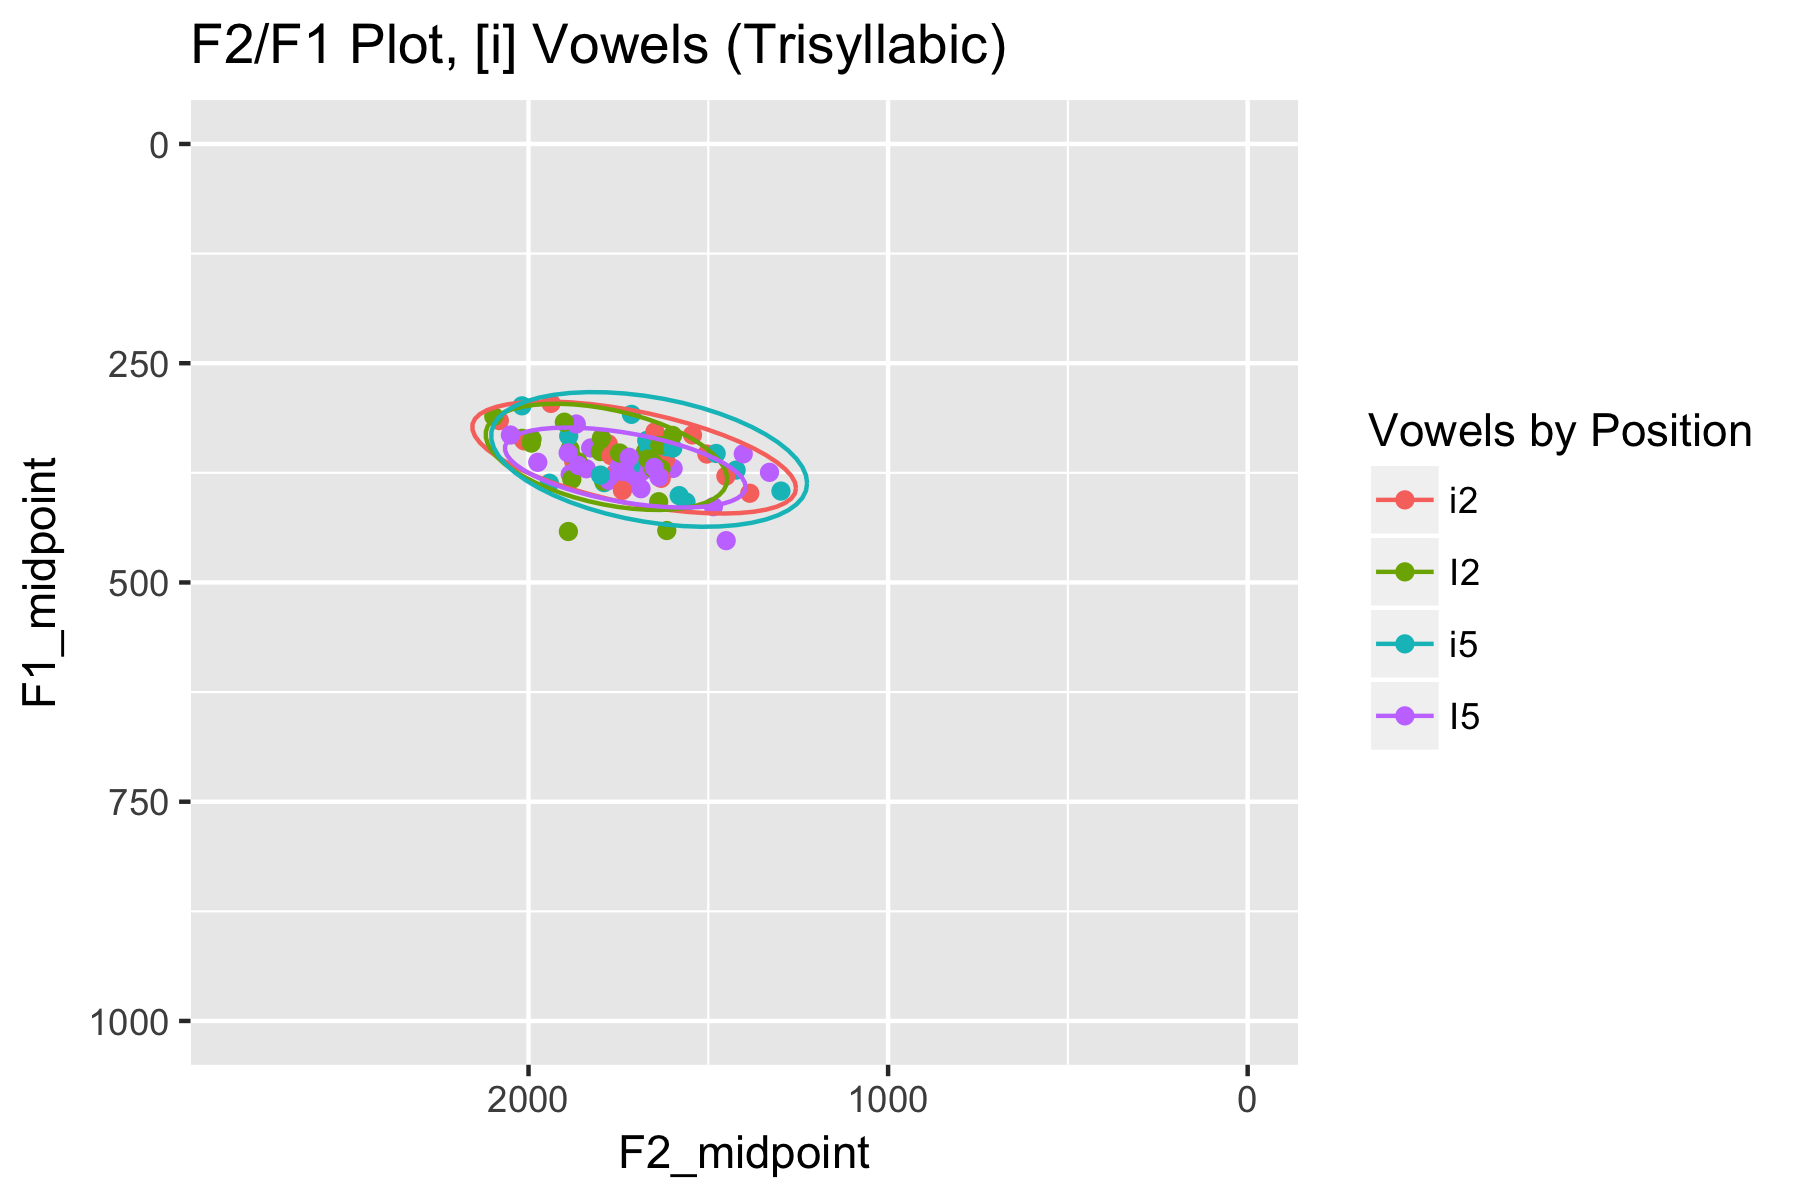 F2/F1 Plot, [i] Vowels (Trisyllabic)
0
250
500
750
1000
F1_midpoint
2000
1000
0
F2_midpoint
Vowels by Position
i2
I2
i5
I5